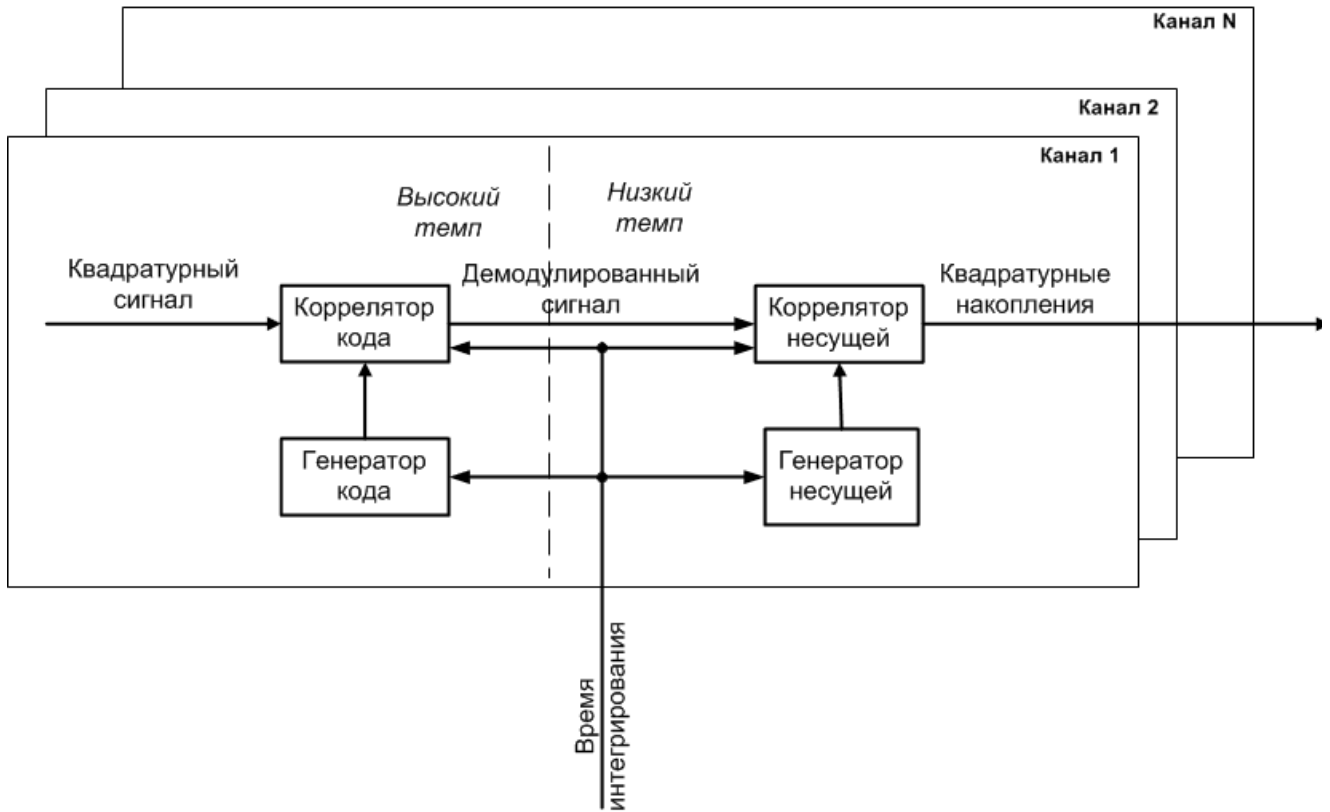 Канал N
Канал 2
Канал 1
Высокий
темп
Низкий
темп
Квадратурный
сигнал
Коррелятор
кода
Демодулированный
сигнал
Коррелятор
несущей
Квадратурные
накопления
Генератор
кода
Генератор
несущей
Время
интегрирования